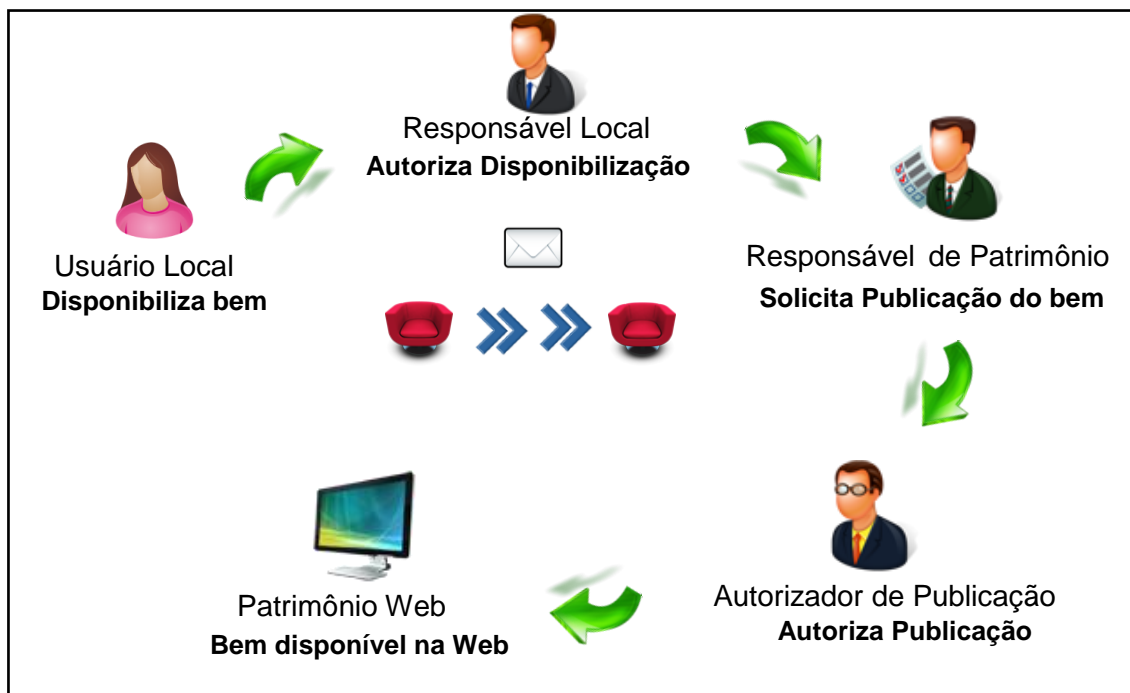 Responsável Local
Autoriza Disponibilização
Usuário Local
Disponibiliza bem
Responsável de Patrimônio
Solicita Publicação do bem
Autorizador de Publicação
Autoriza Publicação
Patrimônio Web
Bem disponível na Web